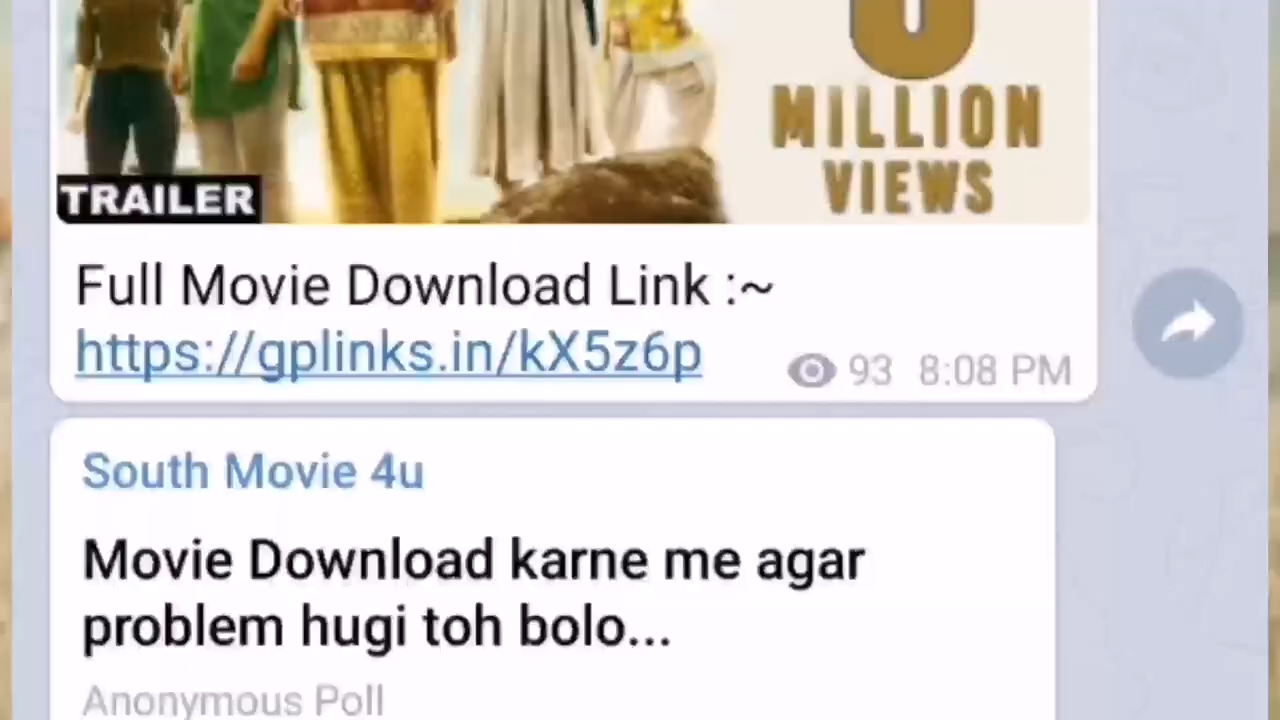 MILLION
VIEWS
TRAILER
Full Movie Download Link :~
https://gplinks.in/kX5z6p
93 8:08 PM
South Movie 4u
Movie Download karne me agar
problem hugi toh bolo...
Anonymous Poll